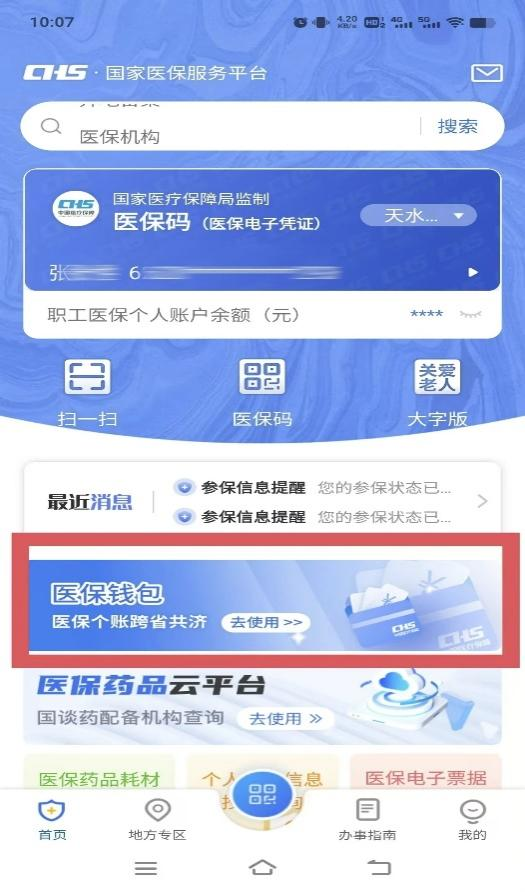 10:07
4.20 KB/s HD 2 4G 5G
CHS · 国家医保服务平台
医保机构
搜索
CHS
中国医疗保障
国家医疗保障局监制
医保码（医保电子凭证）
天水...
张
6
职工医保个人账户余额（元）
****
扫一扫
医保码
关爱老人
大字版
最近消息
参保信息提醒 您的参保状态已...
参保信息提醒 您的参保状态已...
医保钱包
医保个账跨省共济
去使用 >>
CHS
CHS
医保药品云平台
国谈药配备机构查询
去使用 >>
医保药品耗材
个人
信息
询
医保电子票据
首页
地方专区
办事指南
我的